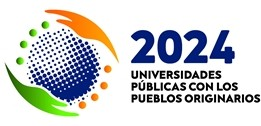 2024
UNIVERSIDADES
PÚBLICAS CON LOS
PUEBLOS ORIGINARIOS